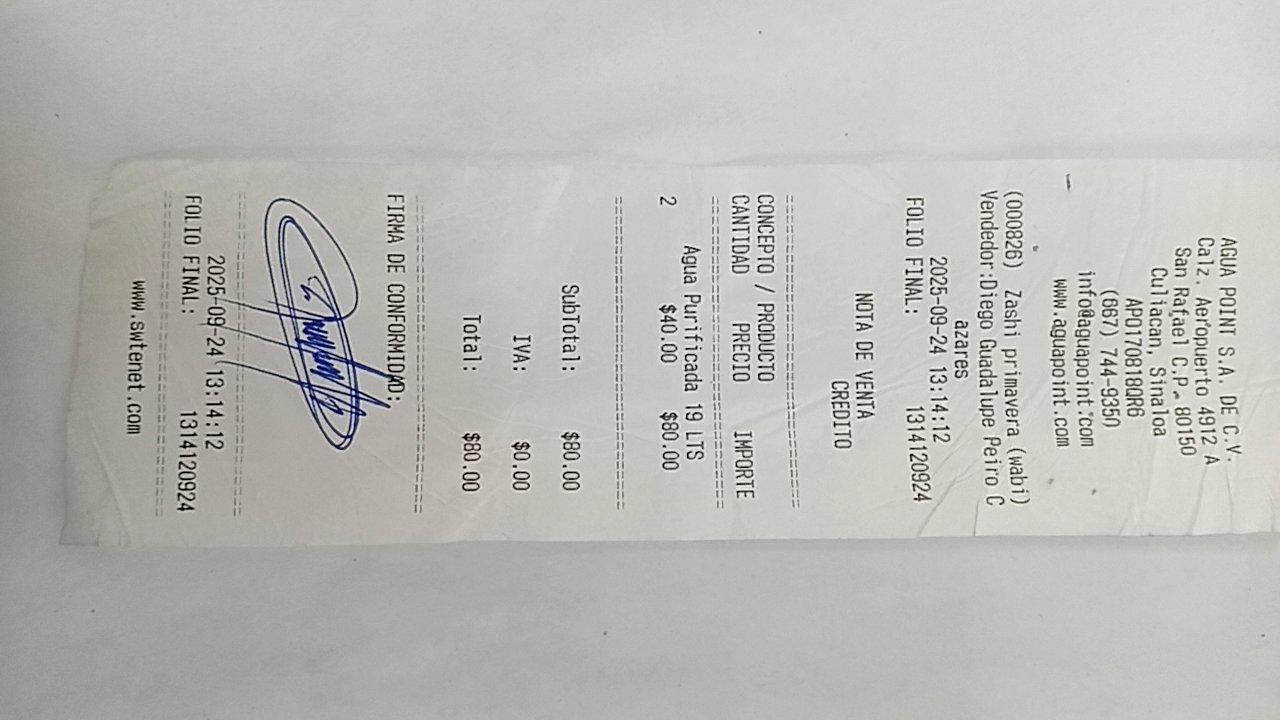 AGUA POINT S.A. DE C.V.
Calz. Aeropuerto 4912 A
San Rafael C.P. 80150
Culiacan, Sinaloa
APO170818QR6
(667) 744-9350
info@aguapoint.com
www.aguapoint.com
(000826) Zashi primavera (wabi)
Vendedor:Diego Guadalupe Peiro C
azares
2025-09-24 13:14:12
FOLIO FINAL: 1314120924
NOTA DE VENTA
CREDITO
CONCEPTO / PRODUCTO
CANTIDAD PRECIO IMPORTE
Agua Purificada 19 LTS
2 $40.00 $80.00
SubTotal: $80.00
IVA: $0.00
Total: $80.00
FIRMA DE CONFORMIDAD:
2025-09-24 13:14:12
FOLIO FINAL: 1314120924
www.swtenet.com